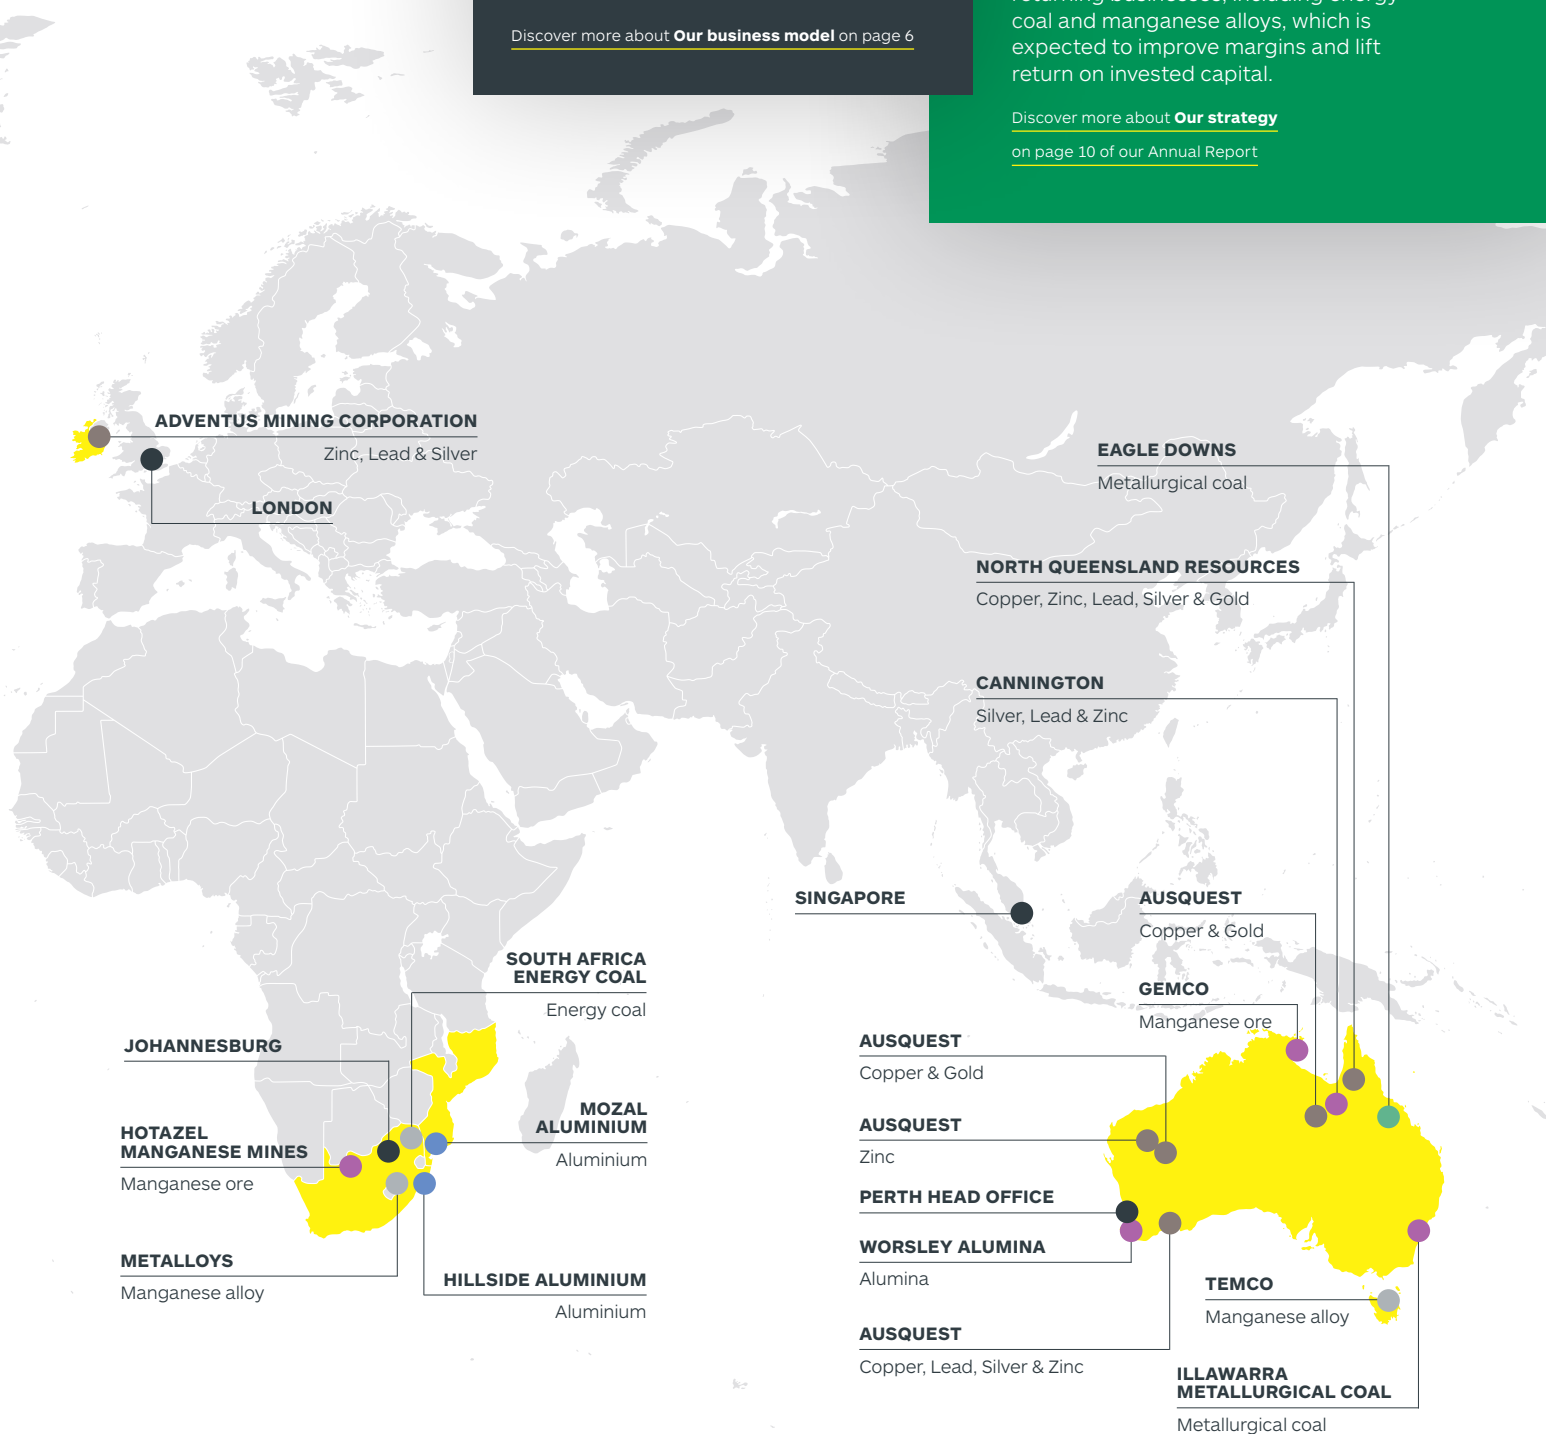 Discover more about Our business model on page 6
returning businesses, including energy
coal and manganese alloys, which is
expected to improve margins and lift
return on invested capital.
Discover more about Our strategy
on page 10 of our Annual Report
ADVENTUS MINING CORPORATION
Zinc, Lead & Silver
LONDON
EAGLE DOWNS
Metallurgical coal
NORTH QUEENSLAND RESOURCES
Copper, Zinc, Lead, Silver & Gold
CANNINGTON
Silver, Lead & Zinc
SINGAPORE
AUSQUEST
Copper & Gold
SOUTH AFRICA
ENERGY COAL
Energy coal
GEMCO
Manganese ore
JOHANNESBURG
AUSQUEST
Copper & Gold
MOZAL
ALUMINIUM
Aluminium
HOTAZEL
MANGANESE MINES
Manganese ore
AUSQUEST
Zinc
PERTH HEAD OFFICE
WORSLEY ALUMINA
Alumina
METALLOYS
Manganese alloy
HILLSIDE ALUMINIUM
Aluminium
TEMCO
Manganese alloy
AUSQUEST
Copper, Lead, Silver & Zinc
ILLAWARRA
METALLURGICAL COAL
Metallurgical coal